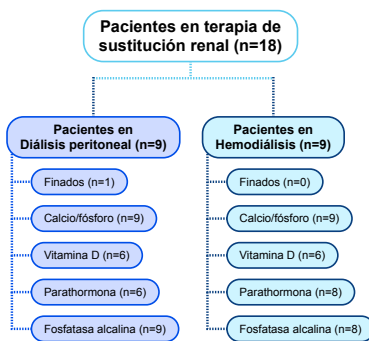 Pacientes en terapia de
sustitución renal (n=18)
Pacientes en
Diálisis peritoneal (n=9)
Finados (n=1)
Calcio/fósforo (n=9)
Vitamina D (n=6)
Parathormona (n=6)
Fosfatasa alcalina (n=9)
Pacientes en
Hemodiálisis (n=9)
Finados (n=0)
Calcio/fósforo (n=9)
Vitamina D (n=6)
Parathormona (n=8)
Fosfatasa alcalina (n=8)